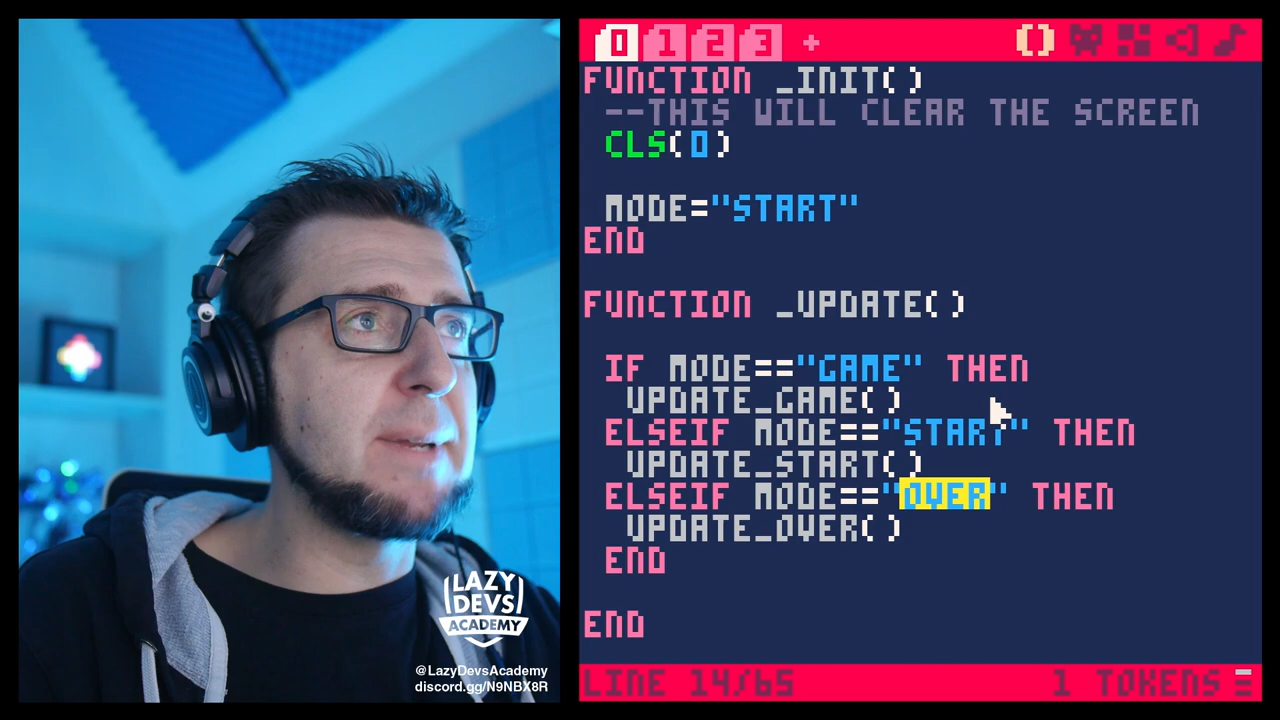 LAZY
DEVS
ACADEMY
@LazyDevsAcademy
discord.gg/N9NBX8R
0 1 2 3 +
FUNCTION _INIT()
--THIS WILL CLEAR THE SCREEN
CLS(0)
MODE="START"
END
FUNCTION _UPDATE()
IF MODE=="GAME" THEN
UPDATE_GAME()
ELSEIF MODE=="START" THEN
UPDATE_START()
ELSEIF MODE=="OVER" THEN
UPDATE_OVER()
END
END
LINE 14/65
1 TOKENS